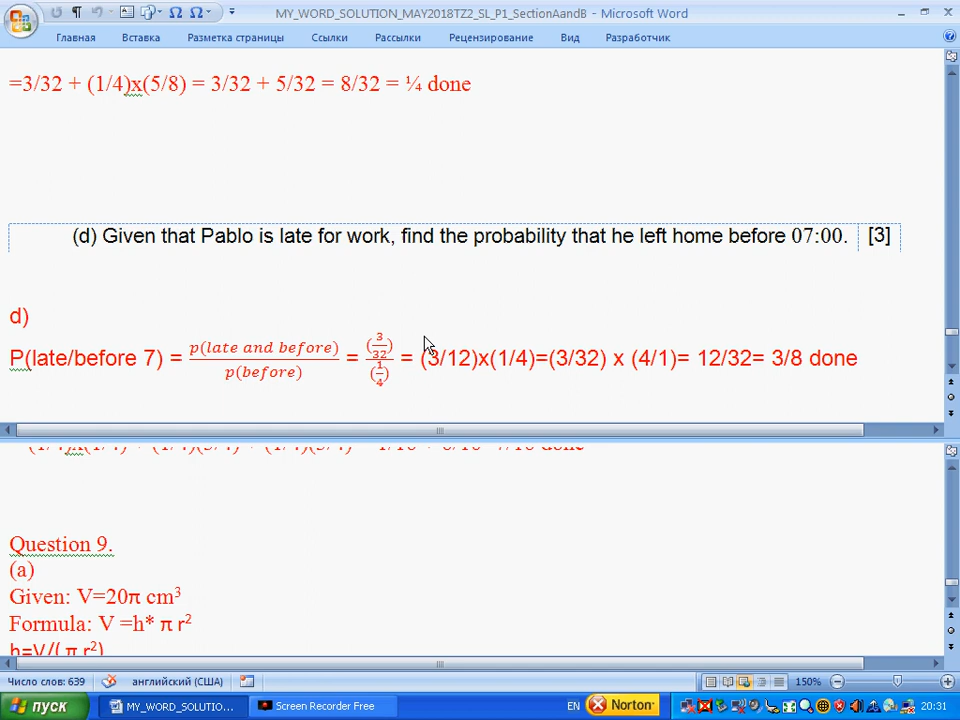 MY_WORD_SOLUTION_MAY2018TZ2_SL_P1_SectionAandB - Microsoft Word
Главная Вставка Разметка страницы Ссылки Рассылки Рецензирование Вид Разработчик
=3/32 + (1/4)x(5/8) = 3/32 + 5/32 = 8/32 = ¼ done
(d) Given that Pablo is late for work, find the probability that he left home before 07:00. [3]
d)
P(late/before 7) = p(late and before)/p(before) = (3/32)/(1/4) = (3/12)x(1/4)=(3/32) x (4/1)= 12/32= 3/8 done
Question 9.
(a)
Given: V=20π cm³
Formula: V =h* π r²
h=V/( π r²)
Число слов: 639 английский (США) 150%
пуск MY_WORD_SOLUTIO... Screen Recorder Free EN Norton 20:31